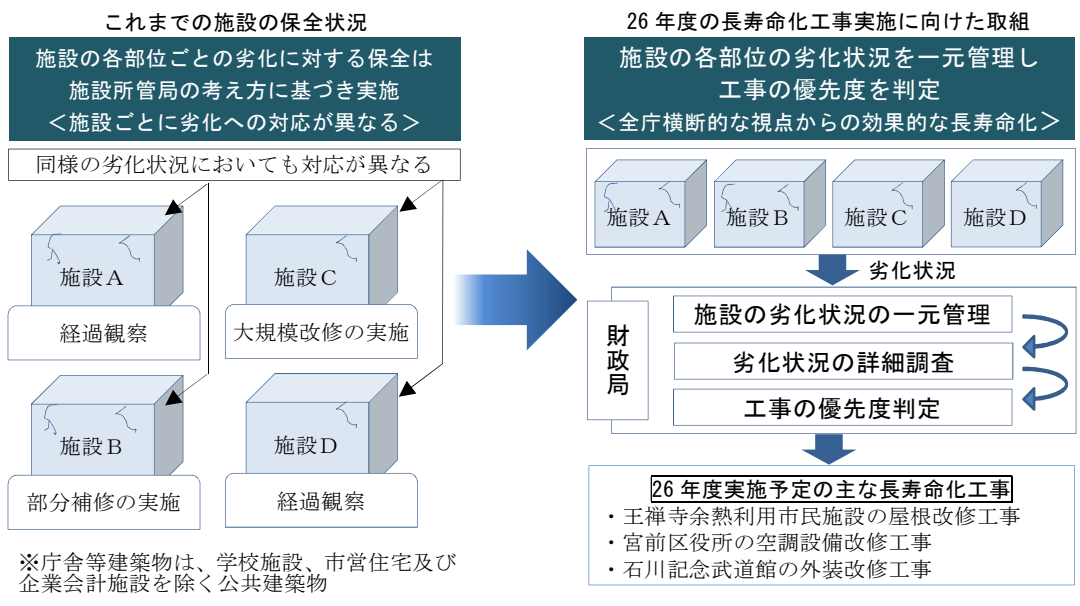 これまでの施設の保全状況
施設の各部位ごとの劣化に対する保全は
施設所管局の考え方に基づき実施
＜施設ごとに劣化への対応が異なる＞
同様の劣化状況においても対応が異なる
施設Ａ
経過観察
施設Ｃ
大規模改修の実施
施設Ｂ
部分補修の実施
施設Ｄ
経過観察
※庁舎等建築物は、学校施設、市営住宅及び
企業会計施設を除く公共建築物
26 年度の長寿命化工事実施に向けた取組
施設の各部位の劣化状況を一元管理し
工事の優先度を判定
＜全庁横断的な視点からの効果的な長寿命化＞
施設Ａ
施設Ｂ
施設Ｃ
施設Ｄ
劣化状況
財政局
施設の劣化状況の一元管理
劣化状況の詳細調査
工事の優先度判定
26 年度実施予定の主な長寿命化工事
・王禅寺余熱利用市民施設の屋根改修工事
・宮前区役所の空調設備改修工事
・石川記念武道館の外装改修工事